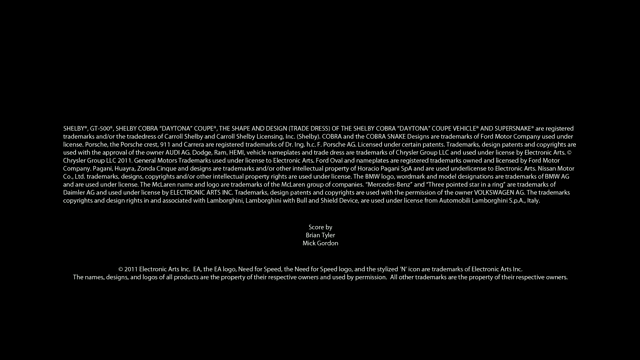 SHELBY®, GT-500®, SHELBY COBRA "DAYTONA" COUPE®, THE SHAPE AND DESIGN (TRADE DRESS) OF THE SHELBY COBRA "DAYTONA" COUPE VEHICLE® AND SUPERSNAKE® are registered
trademarks and/or the tradedress of Carroll Shelby and Carroll Shelby Licensing, Inc. (Shelby). COBRA and the COBRA SNAKE Designs are trademarks of Ford Motor Company used under
license. Porsche, the Porsche crest, 911 and Carrera are registered trademarks of Dr. Ing. h.c. F. Porsche AG. Licensed under certain patents. Trademarks, design patents and copyrights are
used with the approval of the owner AUDI AG. Dodge, Ram, HEMI, vehicle nameplates and trade dress are trademarks of Chrysler Group LLC and used under license by Electronic Arts. ©
Chrysler Group LLC 2011. General Motors Trademarks used under license to Electronic Arts. Ford Oval and nameplates are registered trademarks owned and licensed by Ford Motor
Company. Pagani, Huayra, Zonda Cinque and designs are trademarks and/or other intellectual property of Horacio Pagani SpA and are used underlicense to Electronic Arts. Nissan Motor
Co., Ltd. trademarks, designs, copyrights and/or other intellectual property rights are used under license. The BMW logo, wordmark and model designations are trademarks of BMW AG
and are used under license. The McLaren name and logo are trademarks of the McLaren group of companies. "Mercedes-Benz" and "Three pointed star in a ring" are trademarks of
Daimler AG and used under license by ELECTRONIC ARTS INC. Trademarks, design patents and copyrights are used with the permission of the owner VOLKSWAGEN AG. The trademarks
copyrights and design rights in and associated with Lamborghini, Lamborghini with Bull and Shield Device, are used under license from Automobili Lamborghini S.p.A., Italy.
Score by
Brian Tyler
Mick Gordon
© 2011 Electronic Arts Inc. EA, the EA logo, Need for Speed, the Need for Speed logo, and the stylized 'N' icon are trademarks of Electronic Arts Inc.
The names, designs, and logos of all products are the property of their respective owners and used by permission. All other trademarks are the property of their respective owners.